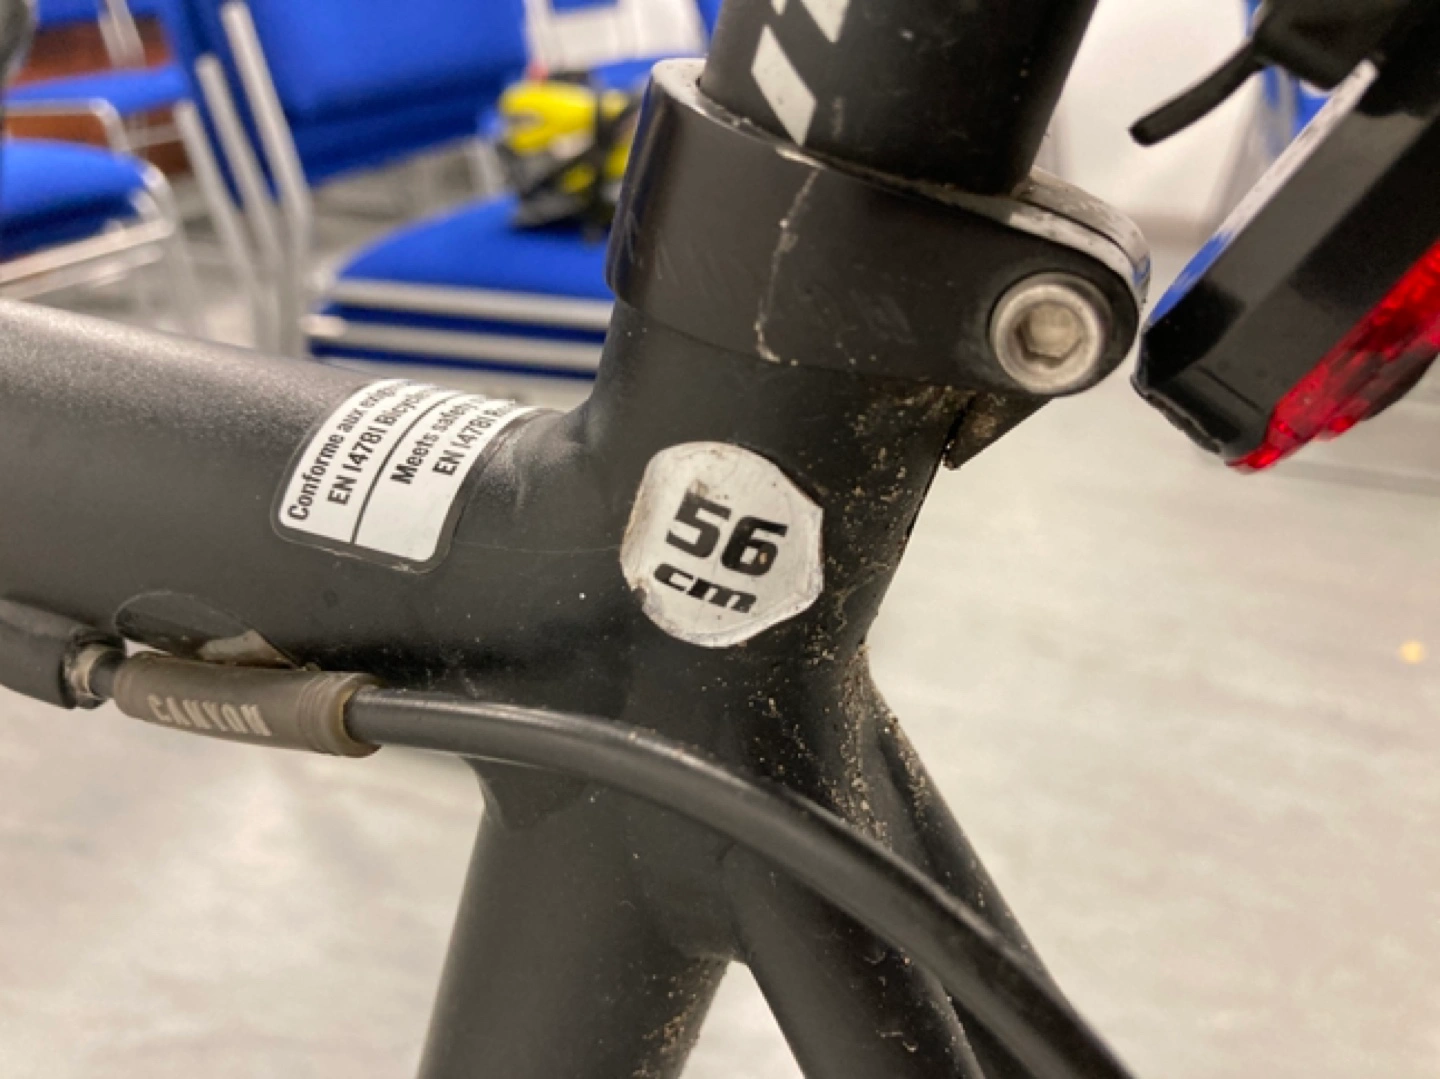 Conforme aux
EN 14781
Meets safety
EN 14781
56
cm
CANYON